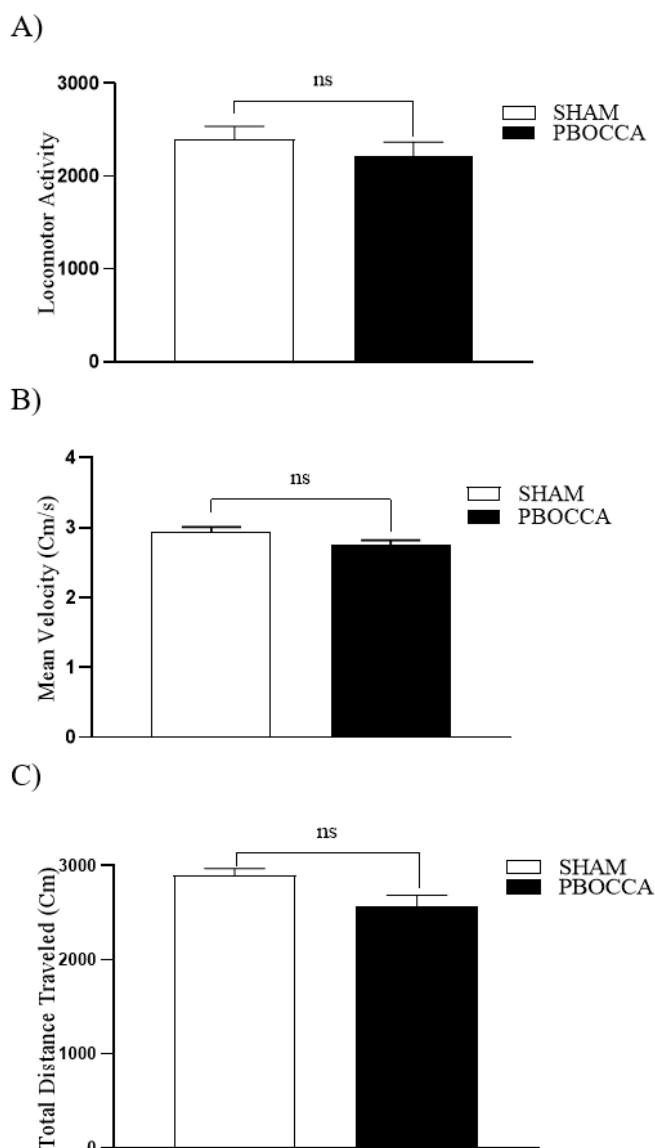 A)
ns
3000
2000
1000
0
Locomotor Activity
SHAM
PBOCCA
B)
ns
4
3
2
1
0
Mean Velocity (Cm/s)
SHAM
PBOCCA
C)
ns
3000
2000
1000
0
Total Distance Traveled (Cm)
SHAM
PBOCCA